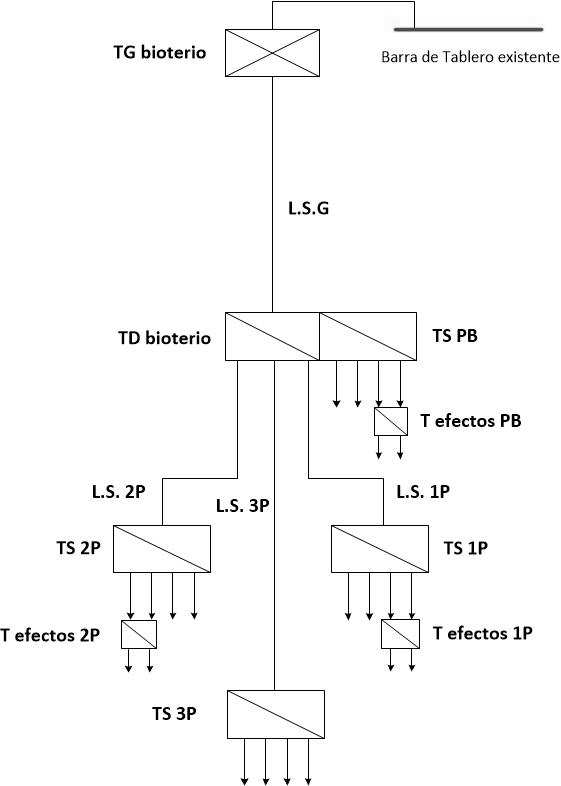 TG bioterio
Barra de Tablero existente
L.S.G
TD bioterio
TS PB
T efectos PB
L.S. 2P
L.S. 3P
L.S. 1P
TS 2P
TS 1P
T efectos 2P
T efectos 1P
TS 3P